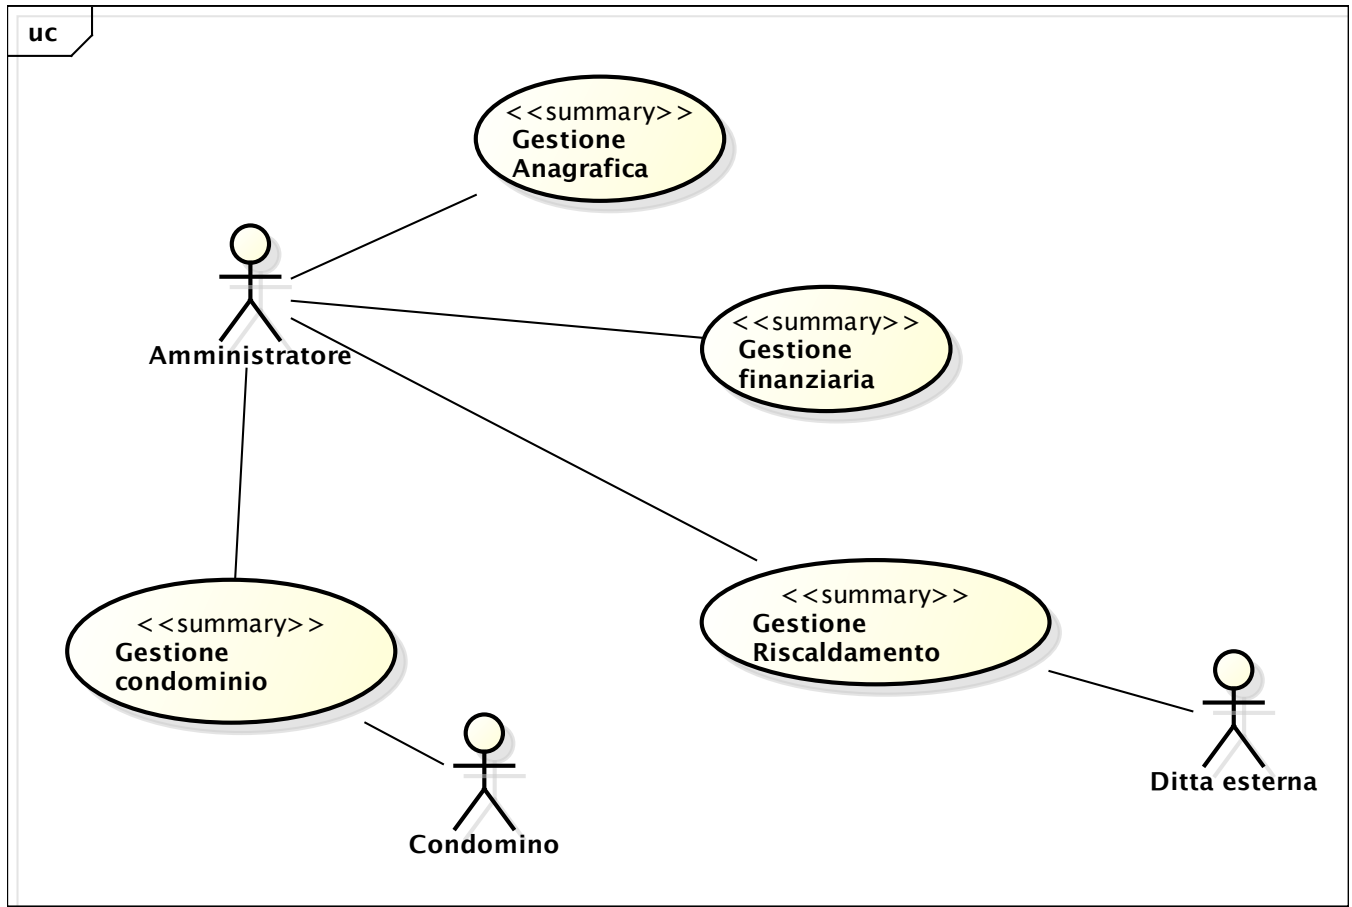 uc
<<summary>>
Gestione
Anagrafica
<<summary>>
Gestione
finanziaria
Amministratore
<<summary>>
Gestione
condominio
<<summary>>
Gestione
Riscaldamento
Ditta esterna
Condomino